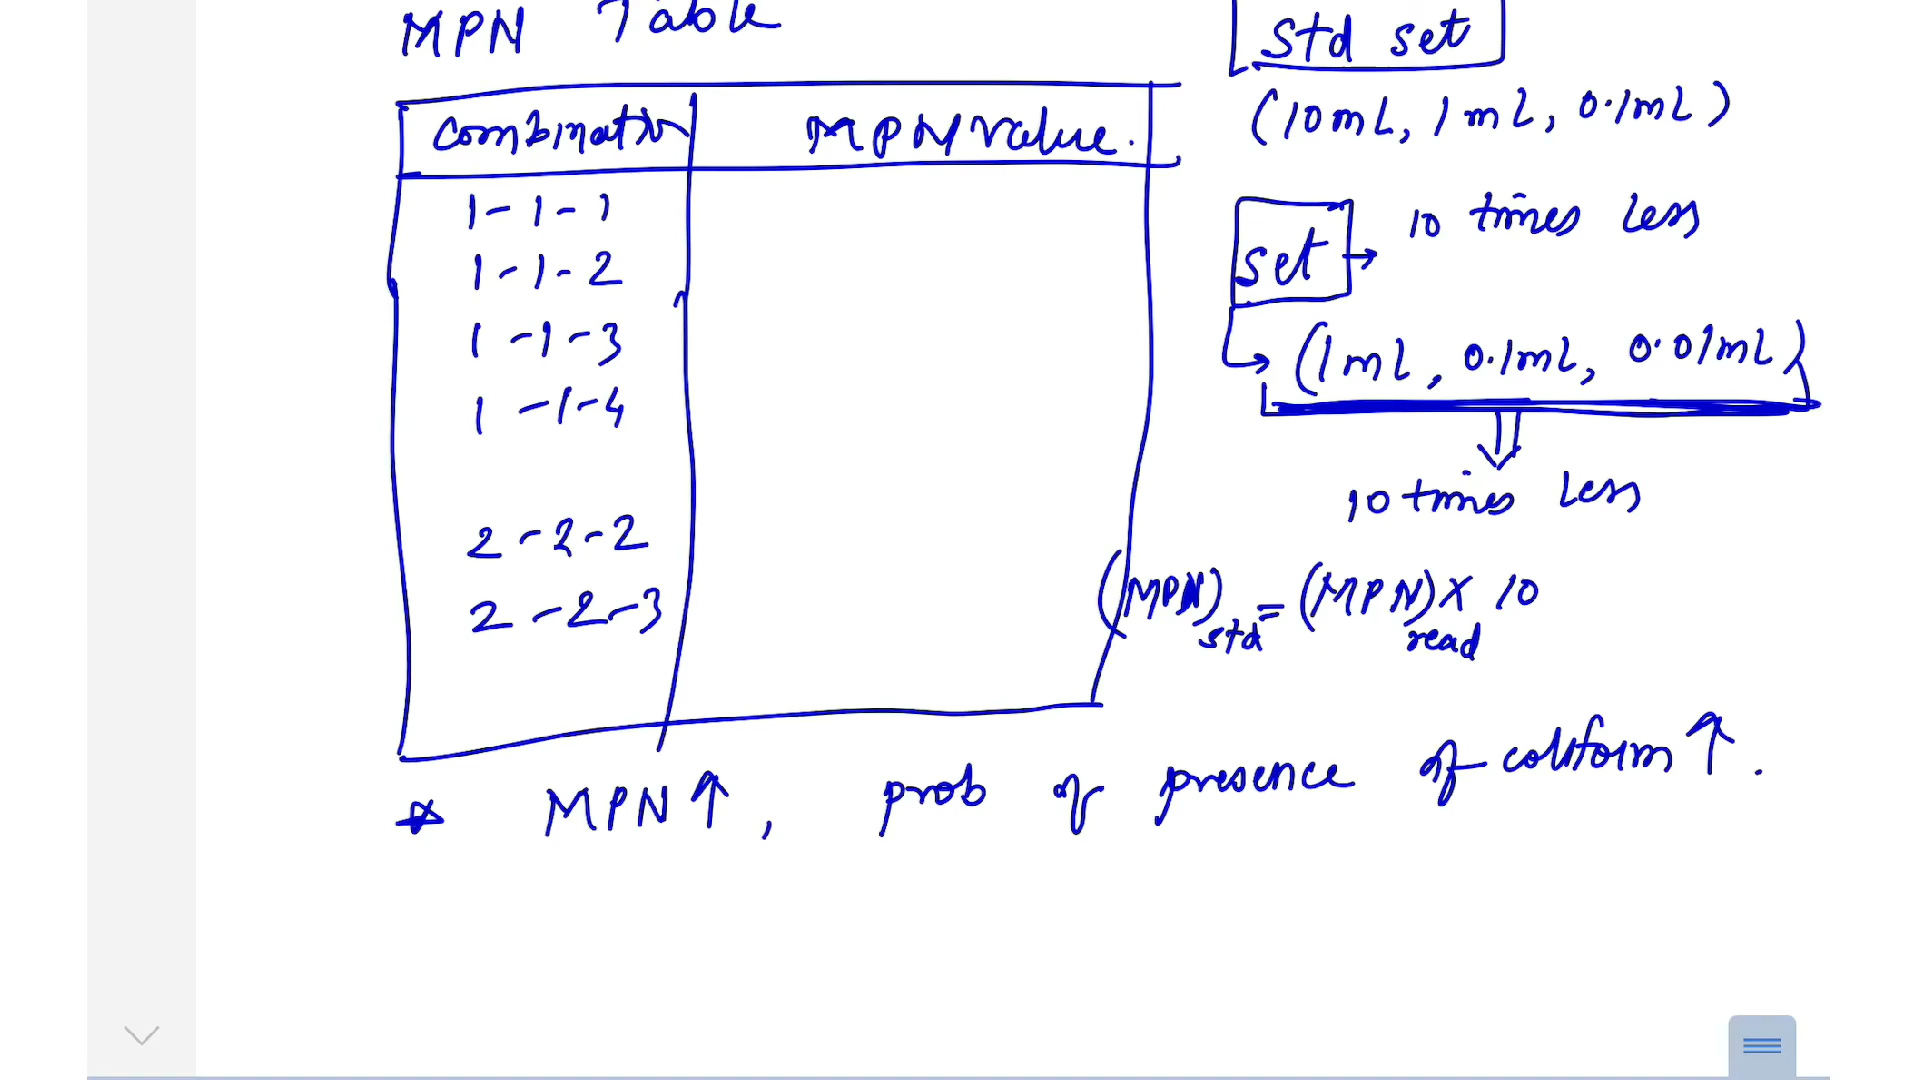 MPN Table
Combination MPN Value.
1-1-1
1-1-2
1-1-3
1-1-4
2-2-2
2-2-3
std set
(10mL, 1mL, 0.1mL)
set → 10 times less
(1mL, 0.1mL, 0.01mL)
10 times less
(MPN)std = (MPN)read X 10
MPN↑, prob of presence of coliform↑.